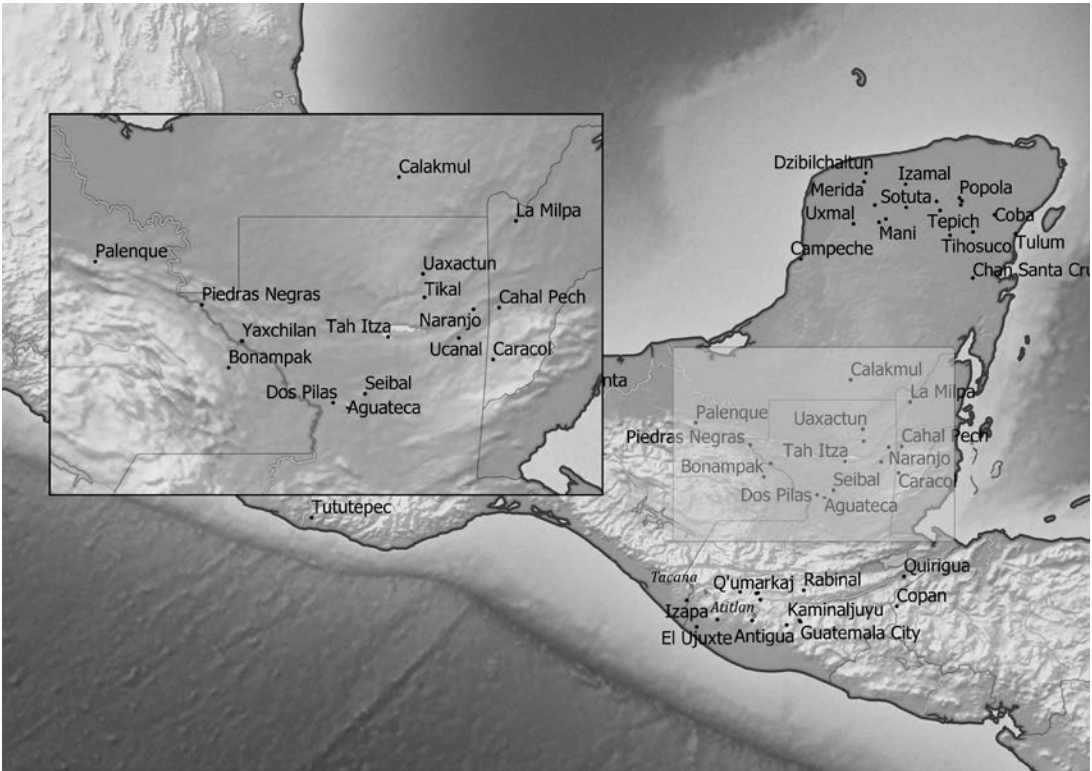 Calakmul
La Milpa
Palenque
Uaxactun
Piedras Negras
Tikal
Cahal Pech
Yaxchilan
Tah Itza
Naranjo
Bonampak
Ucanal
Caracol
Dos Pilas
Seibal
Aguateca
Tututepec
Dzibilchaltun
Izamal
Merida
Sotuta
Popola
Uxmal
Mani
Tepich
Coba
Campeche
Tihosuco
Tulum
Chan Santa Cru
nta
Calakmul
La Milpa
Palenque
Uaxactun
Piedras Negras
Cahal Pech
Tah Itza
Naranjo
Bonampak
Seibal
Caracol
Dos Pilas
Aguateca
Tacana
Q'umarkaj
Rabinal
Quirigua
Izapa
Atitlan
Kaminaljuyu
Copan
El Ujuxte
Antigua
Guatemala City